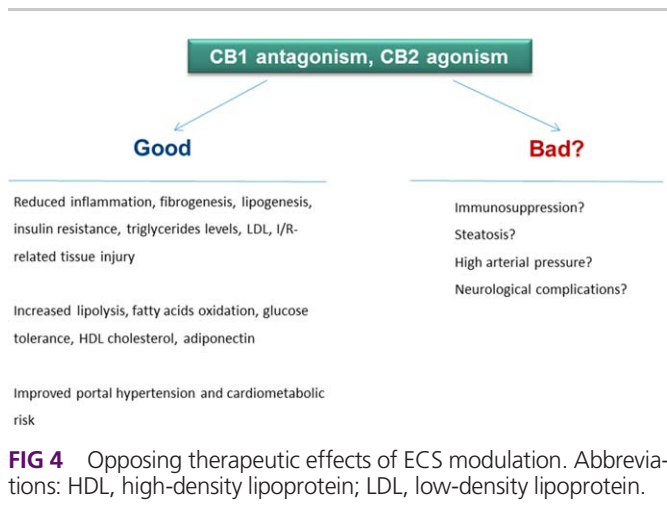 CB1 antagonism, CB2 agonism
Good
Reduced inflammation, fibrogenesis, lipogenesis,
insulin resistance, triglycerides levels, LDL, I/R-
related tissue injury
Increased lipolysis, fatty acids oxidation, glucose
tolerance, HDL cholesterol, adiponectin
Improved portal hypertension and cardiometabolic
risk
Bad?
Immunosuppression?
Steatosis?
High arterial pressure?
Neurological complications?
FIG 4 Opposing therapeutic effects of ECS modulation. Abbrevia-
tions: HDL, high-density lipoprotein; LDL, low-density lipoprotein.